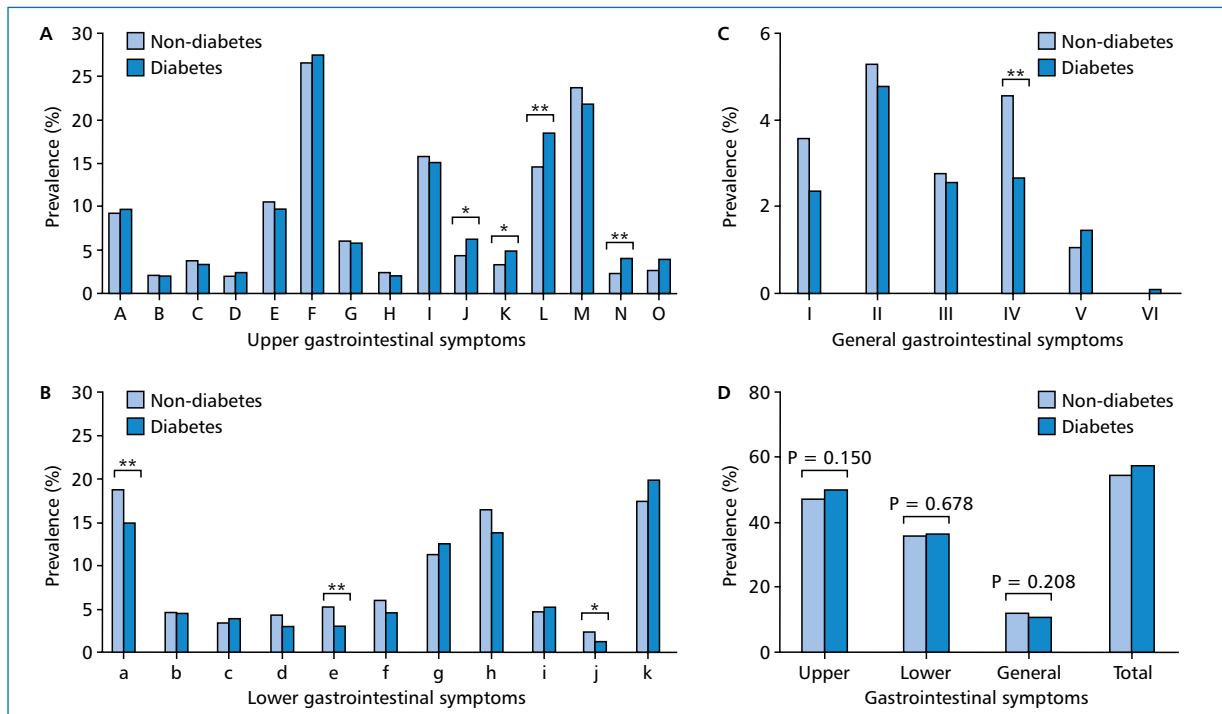 A
Non-diabetes
Diabetes
Prevalence (%)
30
25
20
15
10
5
0
*
*
**
**
A B C D E F G H I J K L M N O
Upper gastrointestinal symptoms
C
Non-diabetes
Diabetes
Prevalence (%)
6
4
2
0
**
I II III IV V VI
General gastrointestinal symptoms
B
Non-diabetes
Diabetes
Prevalence (%)
30
25
20
15
10
5
0
**
**
*
a b c d e f g h i j k
Lower gastrointestinal symptoms
D
Non-diabetes
Diabetes
Prevalence (%)
80
60
40
20
0
P = 0.150
P = 0.678
P = 0.208
Upper Lower General Total
Gastrointestinal symptoms